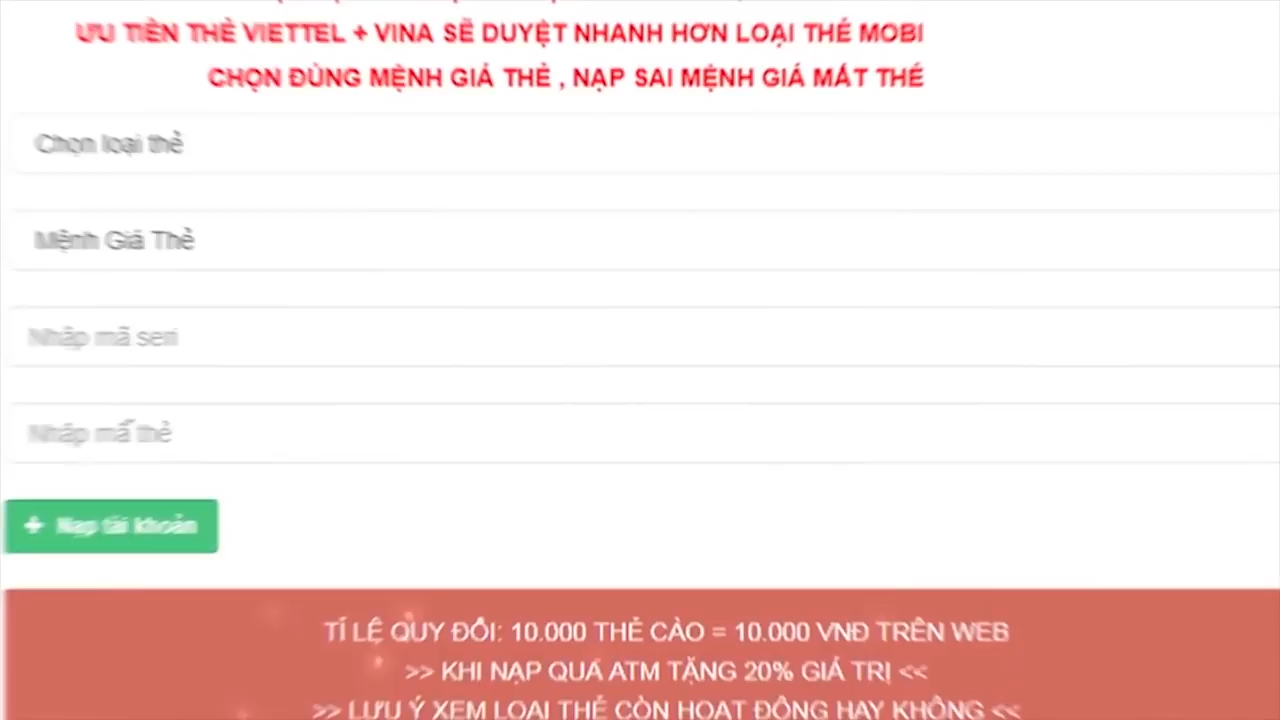 ƯU TIÊN THẺ VIETTEL + VINA SẼ DUYỆT NHANH HƠN LOẠI THẺ MOBI
CHỌN ĐÚNG MỆNH GIÁ THẺ , NẠP SAI MỆNH GIÁ MẤT THẺ
Chọn loại thẻ
Mệnh Giá Thẻ
Nhập mã seri
Nhập mã thẻ
+ Nạp tài khoản
TỈ LỆ QUY ĐỔI: 10.000 THẺ CÀO = 10.000 VNĐ TRÊN WEB
>> KHI NẠP QUA ATM TẶNG 20% GIÁ TRỊ <<
>> LƯU Ý XEM LOẠI THẺ CÒN HOẠT ĐỘNG HAY KHÔNG <<